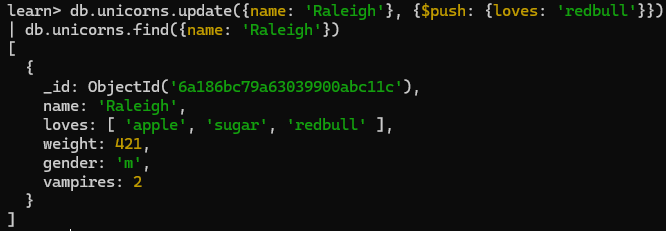 learn> db.unicorns.update({name: 'Raleigh'}, {$push: {loves: 'redbull'}})
| db.unicorns.find({name: 'Raleigh'})
[
  {
    _id: ObjectId('6a186bc79a63039900abc11c'),
    name: 'Raleigh',
    loves: [ 'apple', 'sugar', 'redbull' ],
    weight: 421,
    gender: 'm',
    vampires: 2
  }
]